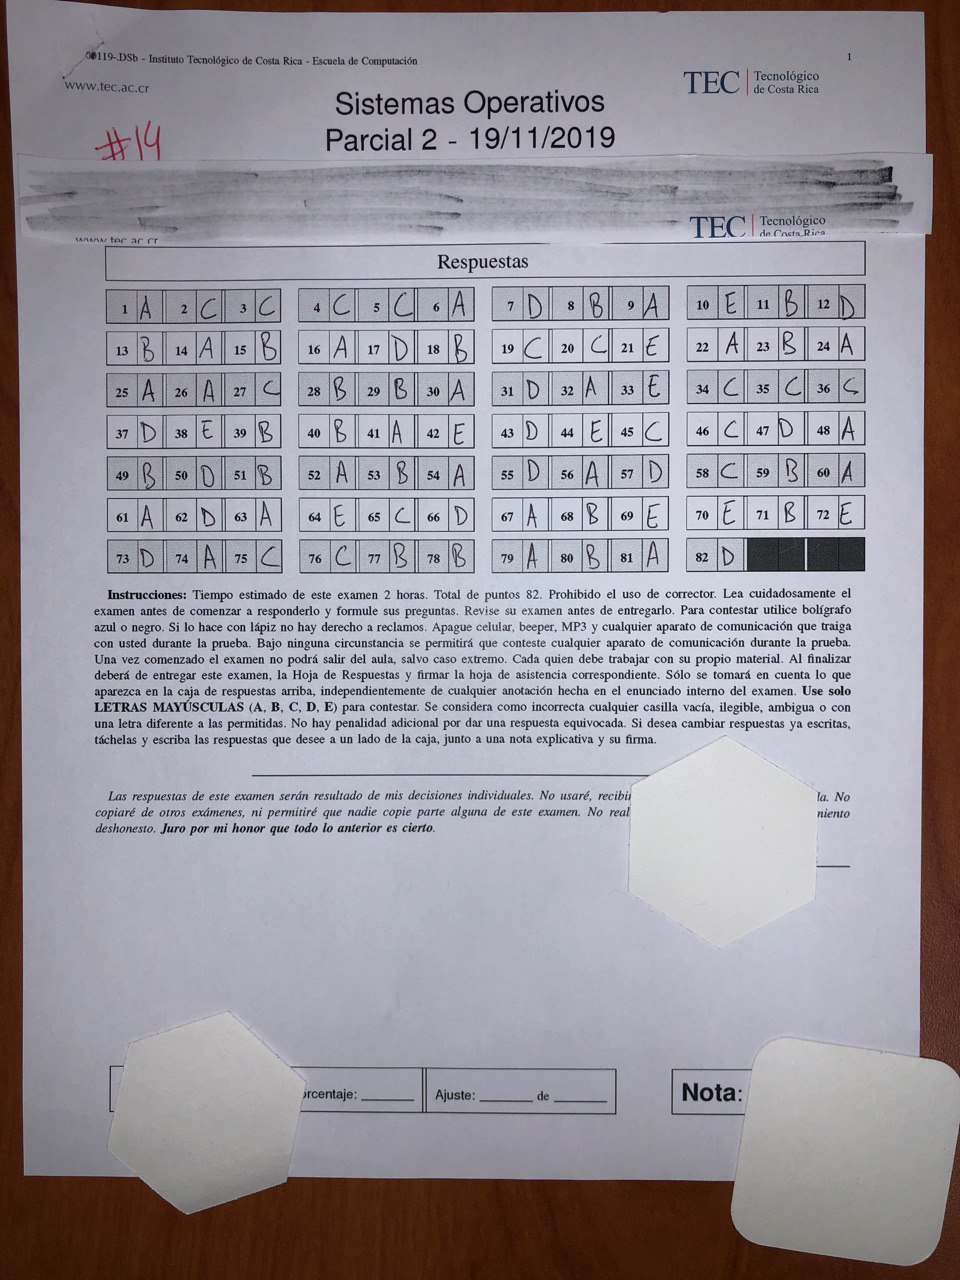 119-.DSb - Instituto Tecnológico de Costa Rica - Escuela de Computación 1
www.tec.ac.cr
TEC | Tecnológico de Costa Rica
Sistemas Operativos
Parcial 2 - 19/11/2019
#14
TEC | Tecnológico de Costa Rica
www.tec.ac.cr
Respuestas
1 A 2 C 3 C 4 C 5 C 6 A 7 D 8 B 9 A 10 E 11 B 12 D
13 B 14 A 15 B 16 A 17 D 18 B 19 C 20 C 21 E 22 A 23 B 24 A
25 A 26 A 27 C 28 B 29 B 30 A 31 D 32 A 33 E 34 C 35 C 36 C
37 D 38 E 39 B 40 B 41 A 42 E 43 D 44 E 45 C 46 C 47 D 48 A
49 B 50 D 51 B 52 A 53 B 54 A 55 D 56 A 57 D 58 C 59 B 60 A
61 A 62 D 63 A 64 E 65 C 66 D 67 A 68 B 69 E 70 E 71 B 72 E
73 D 74 A 75 C 76 C 77 B 78 B 79 A 80 B 81 A 82 D
Instrucciones: Tiempo estimado de este examen 2 horas. Total de puntos 82. Prohibido el uso de corrector. Lea cuidadosamente el
examen antes de comenzar a responderlo y formule sus preguntas. Revise su examen antes de entregarlo. Para contestar utilice bolígrafo
azul o negro. Si lo hace con lápiz no hay derecho a reclamos. Apague celular, beeper, MP3 y cualquier aparato de comunicación que traiga
con usted durante la prueba. Bajo ninguna circunstancia se permitirá que conteste cualquier aparato de comunicación durante la prueba.
Una vez comenzado el examen no podrá salir del aula, salvo caso extremo. Cada quien debe trabajar con su propio material. Al finalizar
deberá de entregar este examen, la Hoja de Respuestas y firmar la hoja de asistencia correspondiente. Sólo se tomará en cuenta lo que
aparezca en la caja de respuestas arriba, independientemente de cualquier anotación hecha en el enunciado interno del examen. Use solo
LETRAS MAYÚSCULAS (A, B, C, D, E) para contestar. Se considera como incorrecta cualquier casilla vacía, ilegible, ambigua o con
una letra diferente a las permitidas. No hay penalidad adicional por dar una respuesta equivocada. Si desea cambiar respuestas ya escritas,
táchelas y escriba las respuestas que desee a un lado de la caja, junto a una nota explicativa y su firma.
Las respuestas de este examen serán resultado de mis decisiones individuales. No usaré, recibi la. No
copiaré de otros exámenes, ni permitiré que nadie copie parte alguna de este examen. No real miento
deshonesto. Juro por mi honor que todo lo anterior es cierto.
rcentaje: Ajuste: de Nota: